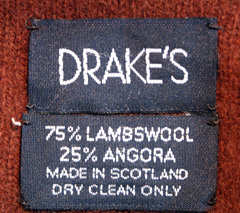 DRAKE'S
75% LAMBSWOOL
25% ANGORA
MADE IN SCOTLAND
DRY CLEAN ONLY